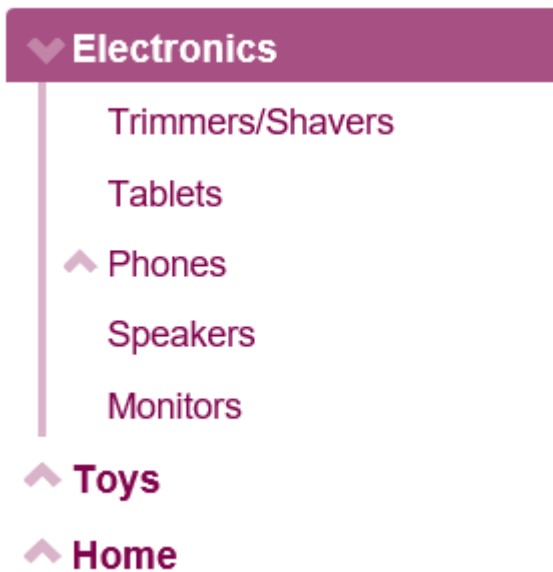 Electronics
Trimmers/Shavers
Tablets
Phones
Speakers
Monitors
Toys
Home